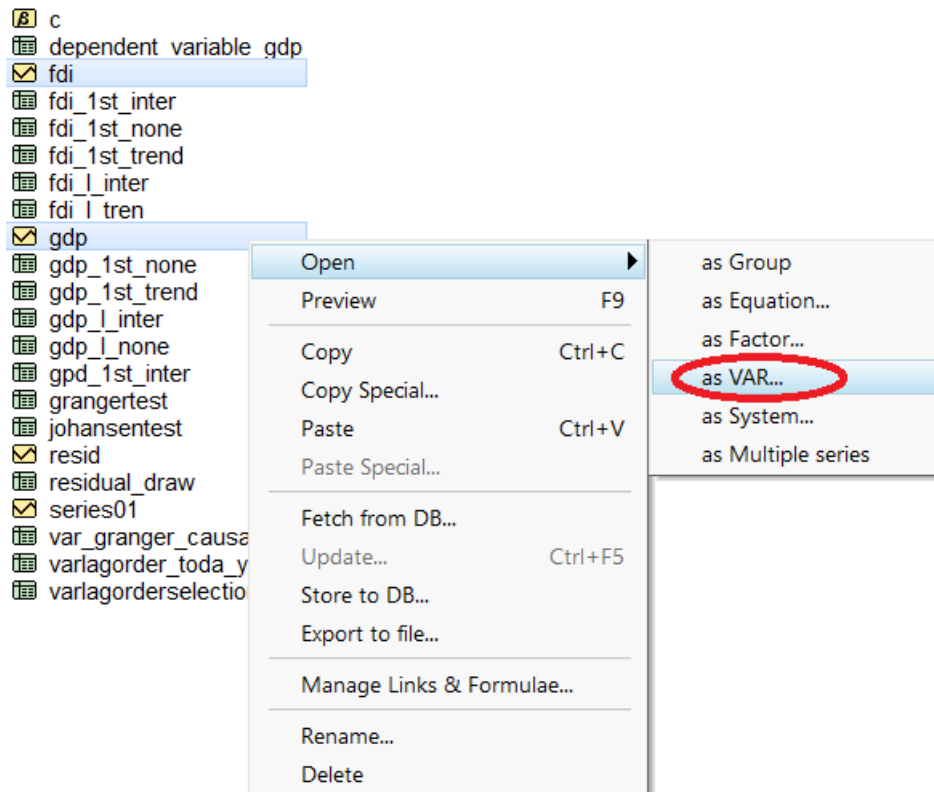 c
dependent_variable_gdp
fdi
fdi_1st_inter
fdi_1st_none
fdi_1st_trend
fdi_l_inter
fdi_l_tren
gdp
gdp_1st_none
gdp_1st_trend
gdp_l_inter
gdp_l_none
gpd_1st_inter
grangertest
johansentest
resid
residual_draw
series01
var_granger_causa
varlagorder_toda_y
varlagorderselectio
Open
Preview F9
Copy Ctrl+C
Copy Special...
Paste Ctrl+V
Paste Special...
Fetch from DB...
Update... Ctrl+F5
Store to DB...
Export to file...
Manage Links & Formulae...
Rename...
Delete
as Group
as Equation...
as Factor...
as VAR...
as System...
as Multiple series